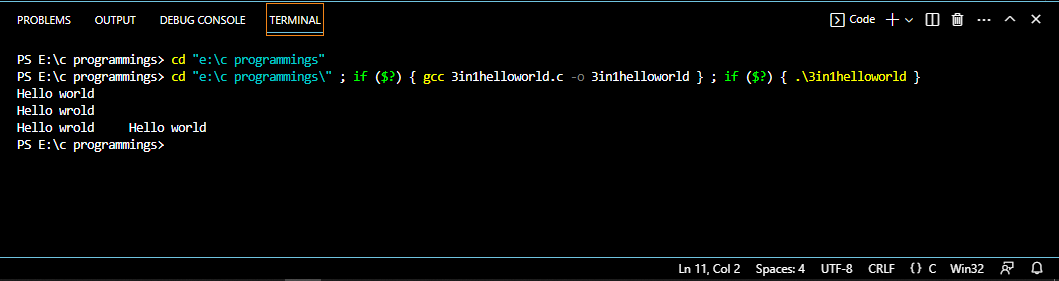 PROBLEMS OUTPUT DEBUG CONSOLE TERMINAL Code
PS E:\c programmings> cd "e:\c programmings"
PS E:\c programmings> cd "e:\c programmings\" ; if ($?) { gcc 3in1helloworld.c -o 3in1helloworld } ; if ($?) { .\3in1helloworld }
Hello world
Hello wrold
Hello wrold     Hello world
PS E:\c programmings>
Ln 11, Col 2 Spaces: 4 UTF-8 CRLF {} C Win32